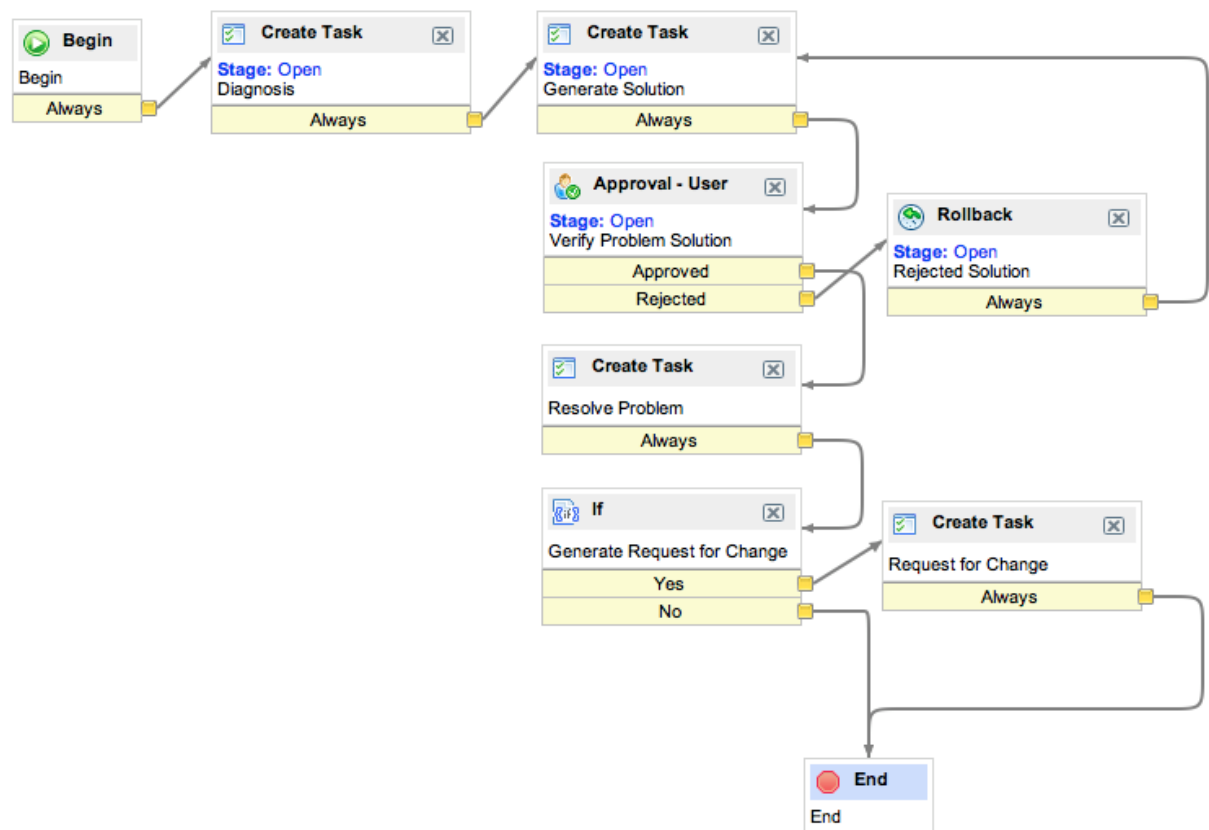 Begin
Begin
Always
Create Task
Stage: Open
Diagnosis
Always
Create Task
Stage: Open
Generate Solution
Always
Approval - User
Stage: Open
Verify Problem Solution
Approved
Rejected
Rollback
Stage: Open
Rejected Solution
Always
Create Task
Resolve Problem
Always
If
Generate Request for Change
Yes
No
Create Task
Request for Change
Always
End
End